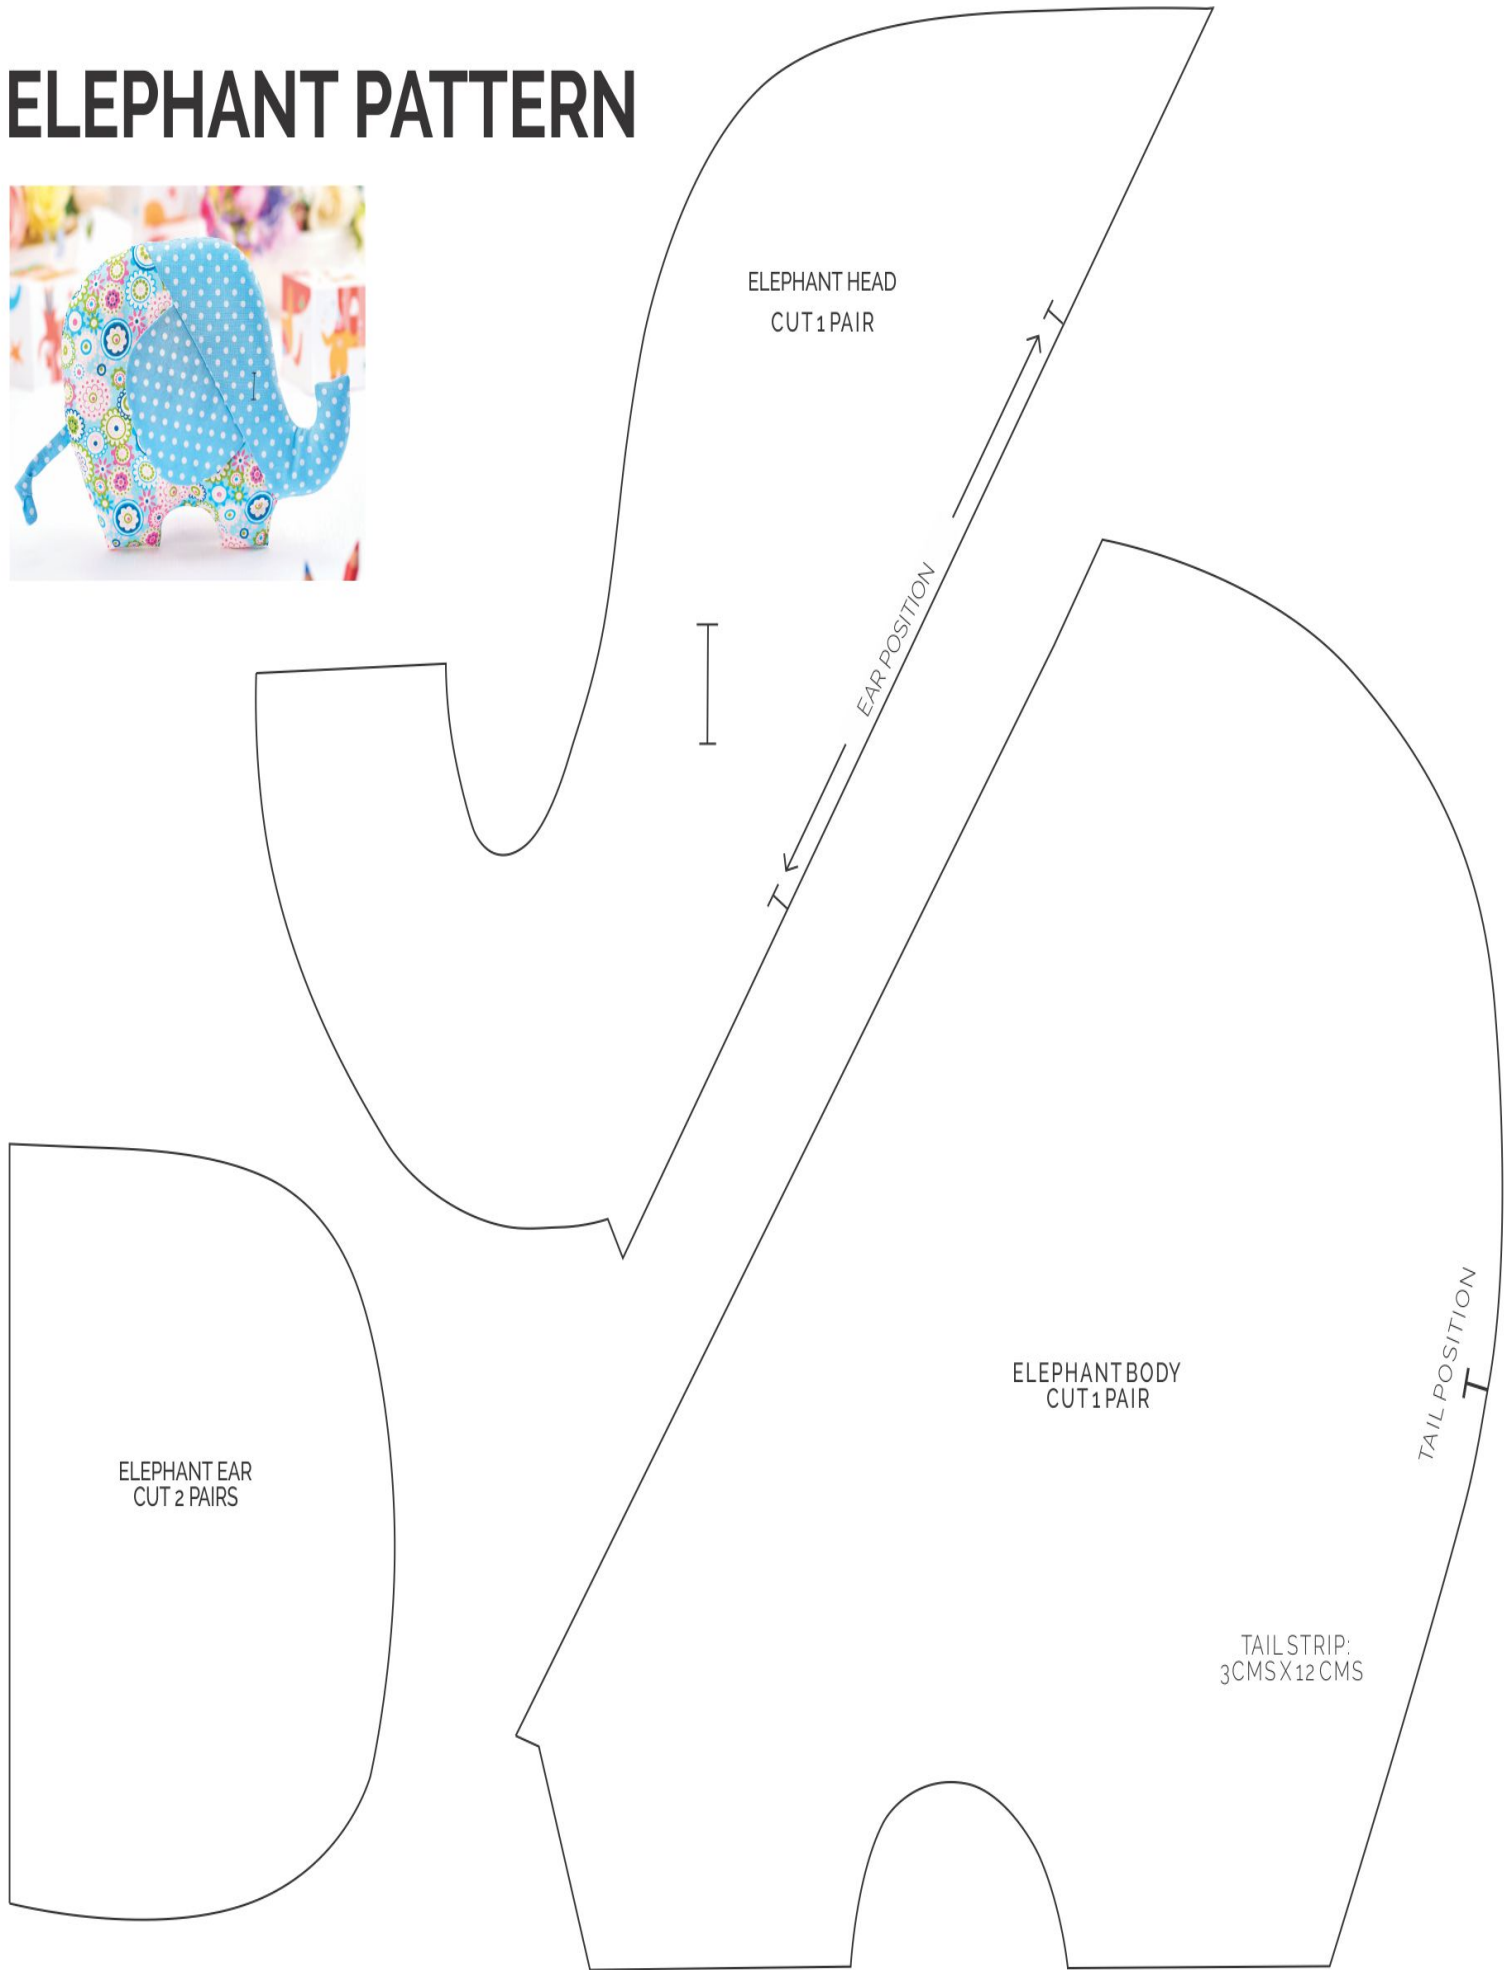 ELEPHANT PATTERN
ELEPHANT HEAD
CUT 1 PAIR
EAR POSITION
ELEPHANT BODY
CUT 1 PAIR
TAIL POSITION
ELEPHANT EAR
CUT 2 PAIRS
TAIL STRIP:
3CMS X 12 CMS